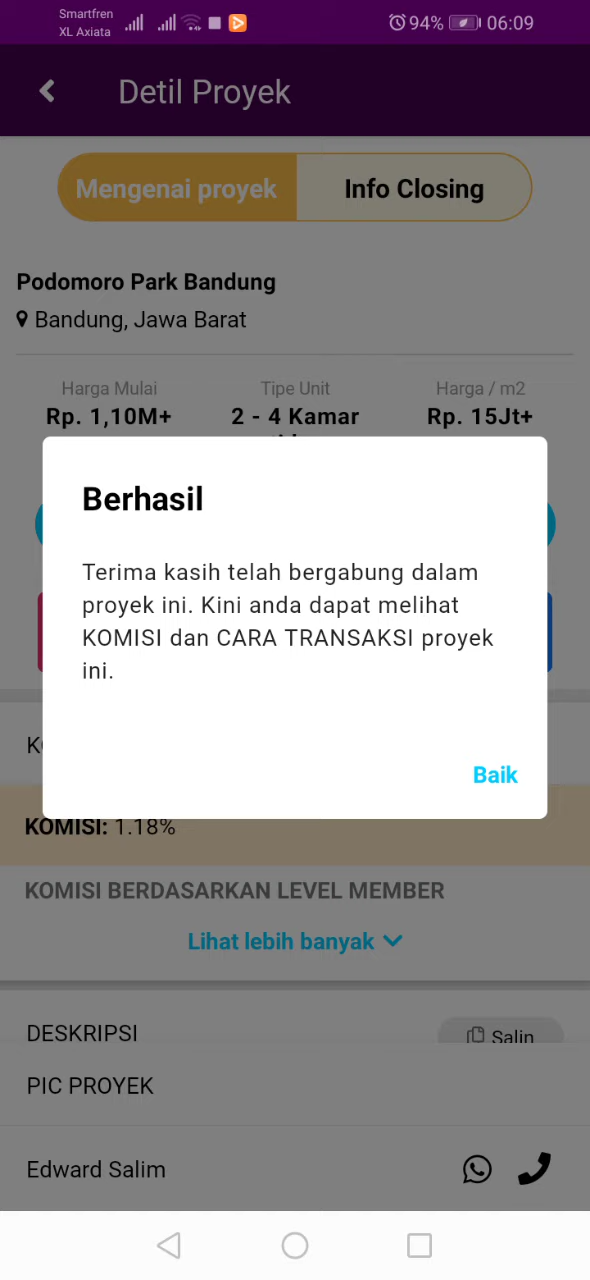 Smartfren
XL Axiata
94%
06:09
Detil Proyek
Mengenai proyek
Info Closing
Podomoro Park Bandung
Bandung, Jawa Barat
Harga Mulai
Tipe Unit
Harga / m2
Rp. 1,10M+
2 - 4 Kamar
Rp. 15Jt+
Berhasil
Terima kasih telah bergabung dalam
proyek ini. Kini anda dapat melihat
KOMISI dan CARA TRANSAKSI proyek
ini.
Baik
KOMISI: 1.18%
KOMISI BERDASARKAN LEVEL MEMBER
Lihat lebih banyak
DESKRIPSI
Salin
PIC PROYEK
Edward Salim